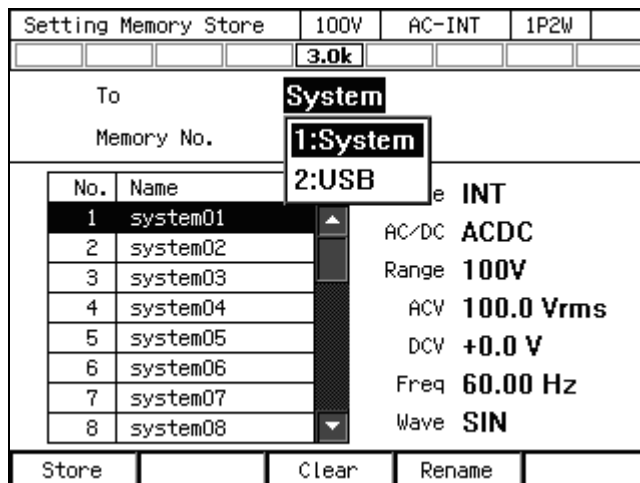 Setting Memory Store 100V AC-INT 1P2W
3.0k
To System
Memory No.
1:System
2:USB
No. Name
1 system01
2 system02
3 system03
4 system04
5 system05
6 system06
7 system07
8 system08
INT
AC/DC ACDC
Range 100V
ACV 100.0 Vrms
DCV +0.0 V
Freq 60.00 Hz
Wave SIN
Store Clear Rename